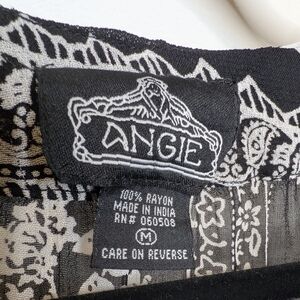 ANGIE
100% RAYON
MADE IN INDIA
RN# 060508
M
CARE ON REVERSE